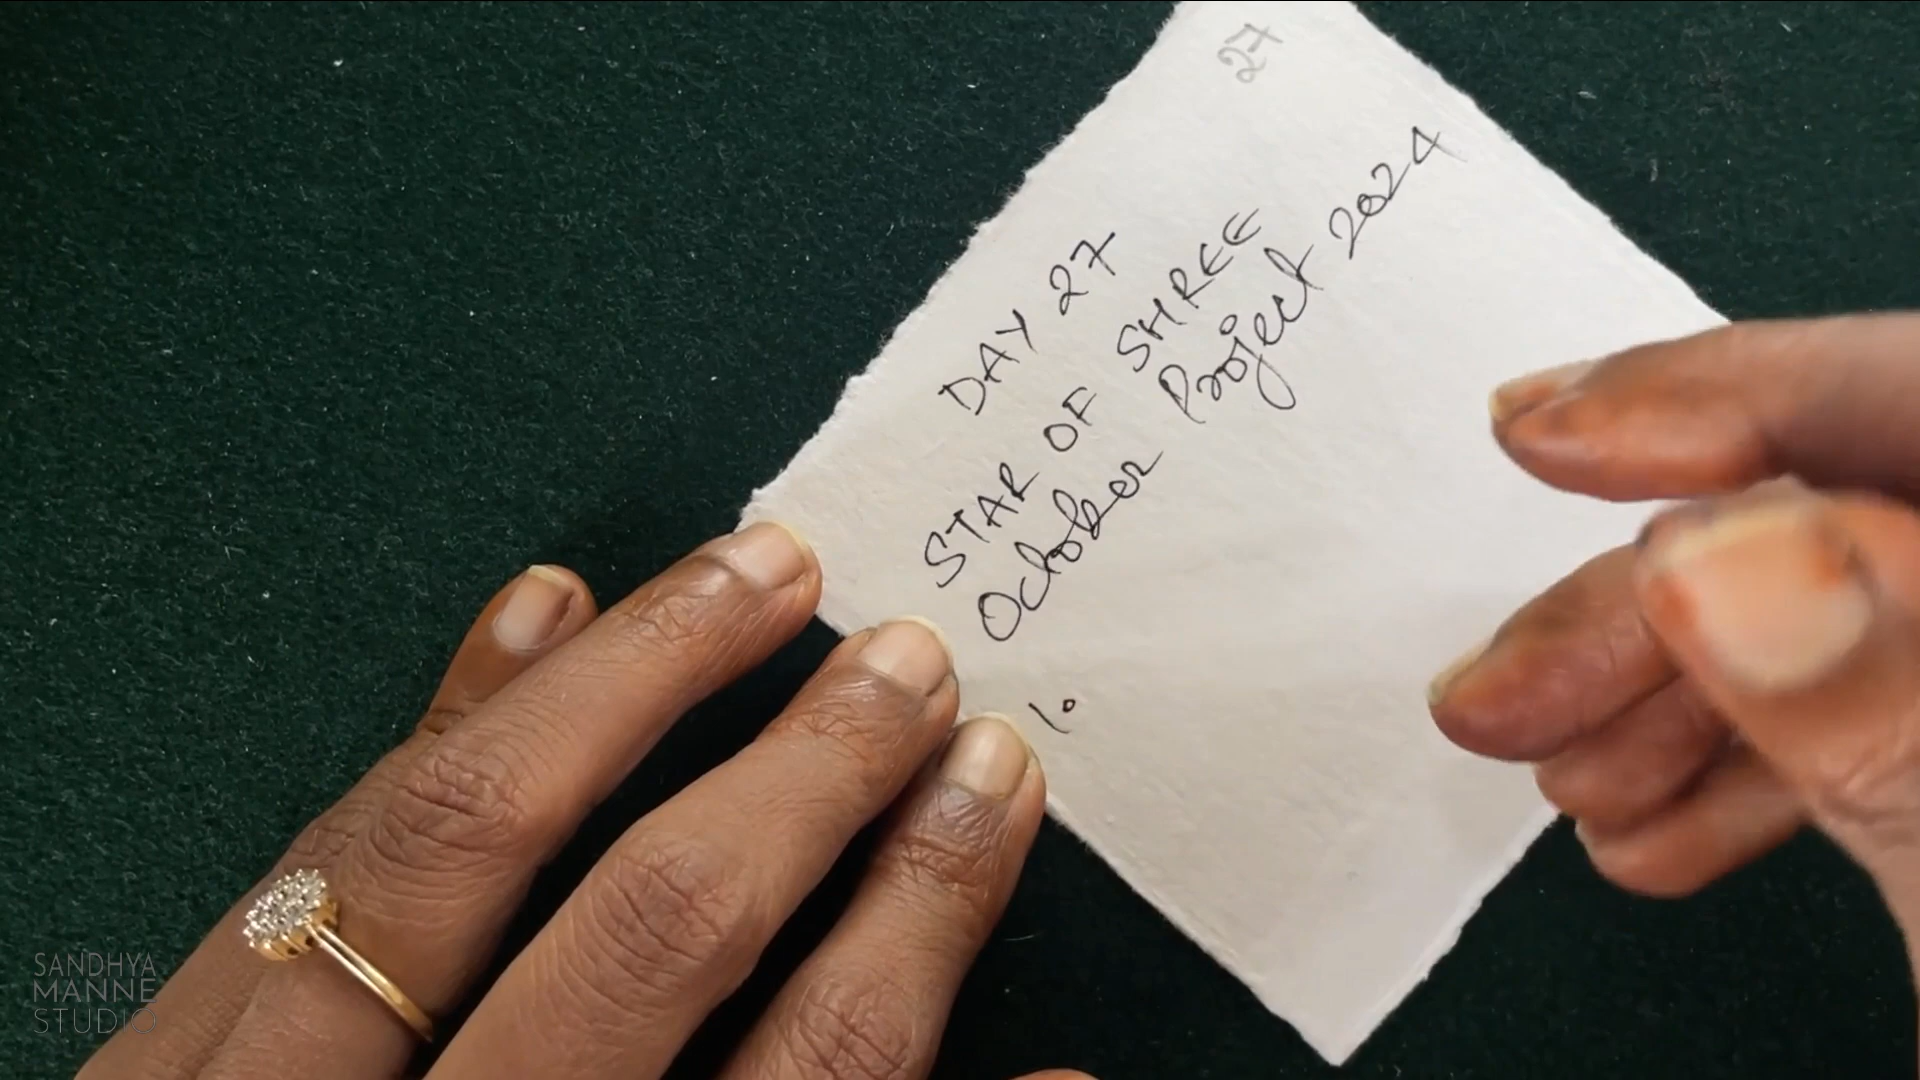 27
DAY 27
STAR OF SHREE
October Project 2024
1.
SANDHYA
MANNE
STUDIO